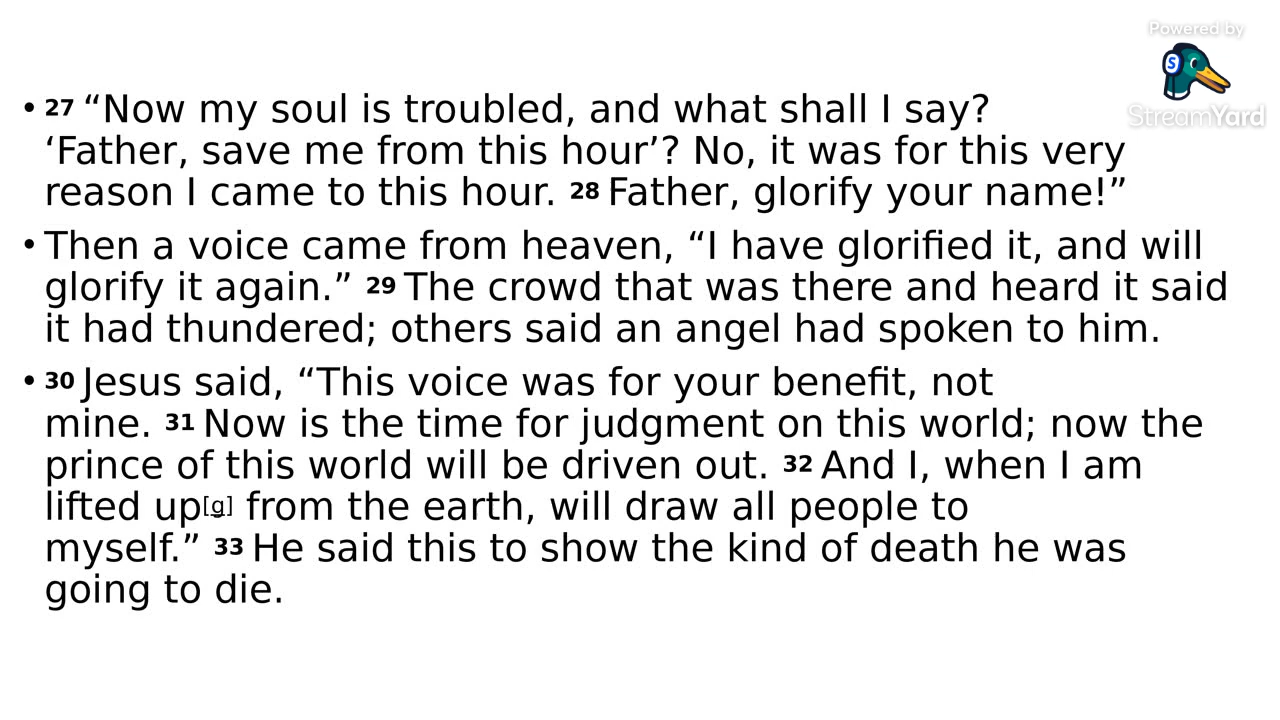 Powered by
StreamYard
• 27 “Now my soul is troubled, and what shall I say?
‘Father, save me from this hour’? No, it was for this very
reason I came to this hour. 28 Father, glorify your name!”
• Then a voice came from heaven, “I have glorified it, and will
glorify it again.” 29 The crowd that was there and heard it said
it had thundered; others said an angel had spoken to him.
• 30 Jesus said, “This voice was for your benefit, not
mine. 31 Now is the time for judgment on this world; now the
prince of this world will be driven out. 32 And I, when I am
lifted up[g] from the earth, will draw all people to
myself.” 33 He said this to show the kind of death he was
going to die.